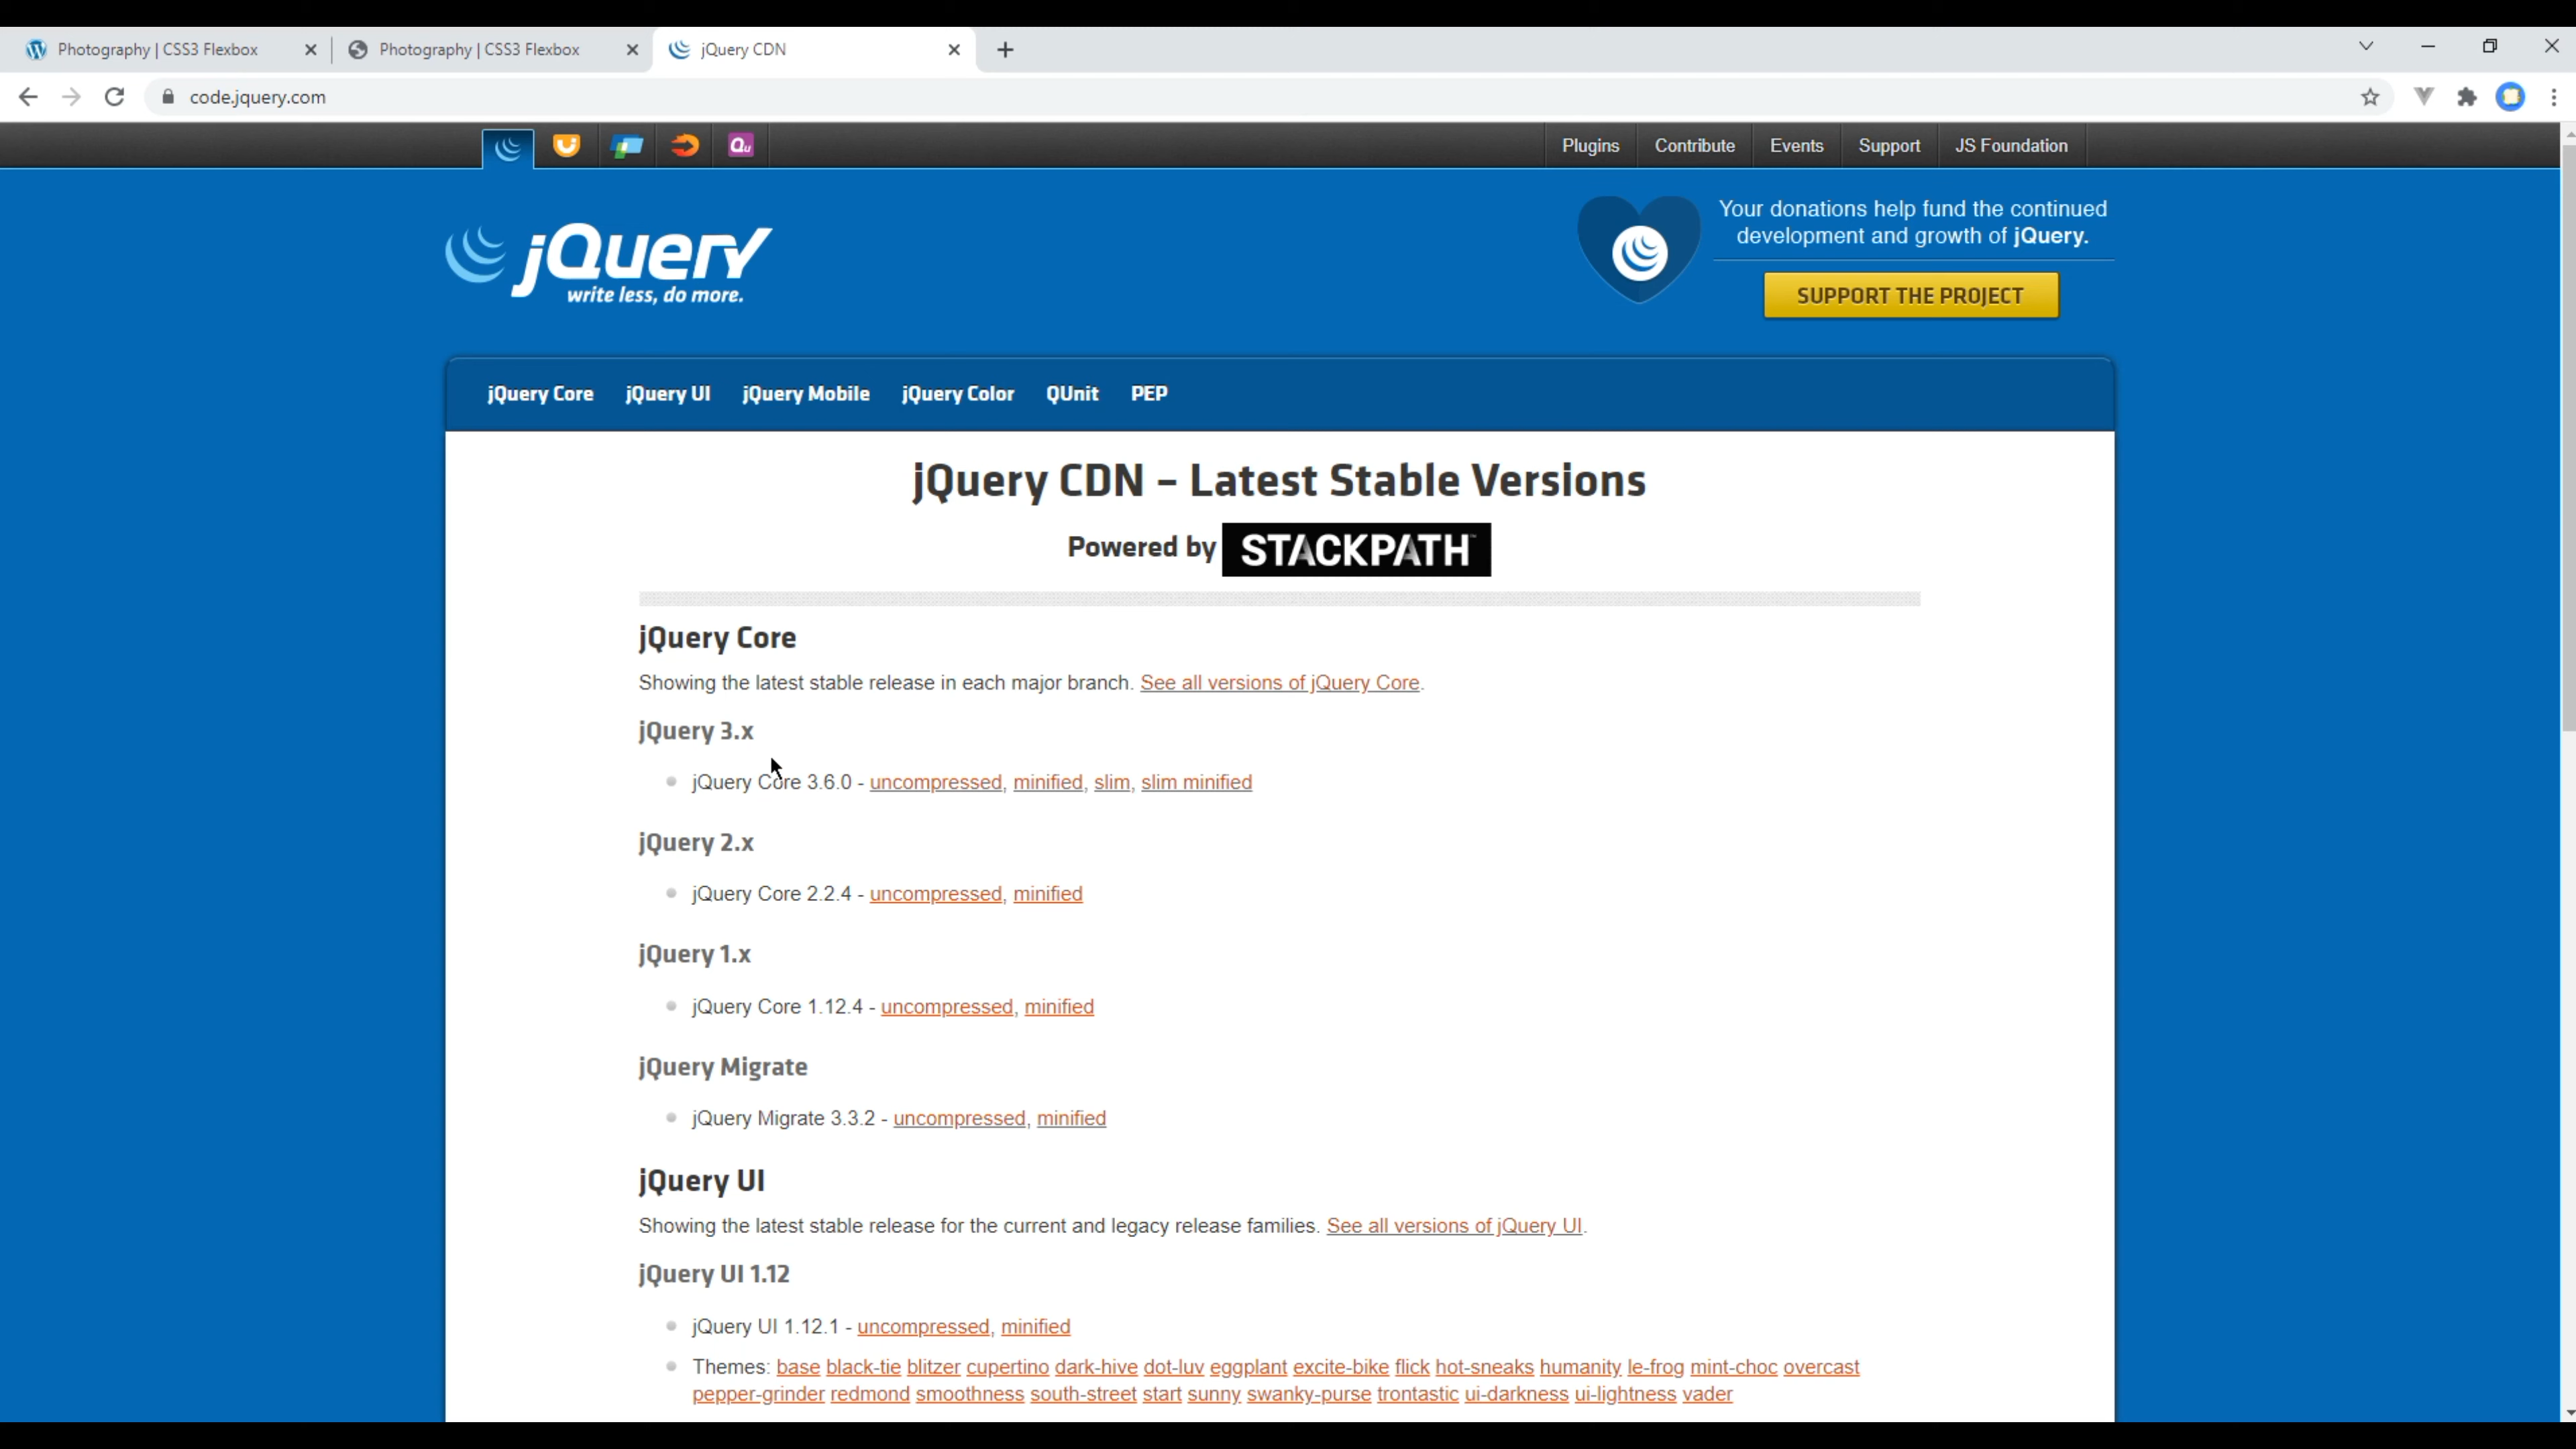 Photography | CSS3 Flexbox
Photography | CSS3 Flexbox
jQuery CDN
code.jquery.com
Qu
Plugins
Contribute
Events
Support
JS Foundation
jQuery
write less, do more.
Your donations help fund the continued
development and growth of jQuery.
SUPPORT THE PROJECT
jQuery Core
jQuery UI
jQuery Mobile
jQuery Color
QUnit
PEP
jQuery CDN – Latest Stable Versions
Powered by STACKPATH™
jQuery Core
Showing the latest stable release in each major branch. See all versions of jQuery Core.
jQuery 3.x
jQuery Core 3.6.0 - uncompressed, minified, slim, slim minified
jQuery 2.x
jQuery Core 2.2.4 - uncompressed, minified
jQuery 1.x
jQuery Core 1.12.4 - uncompressed, minified
jQuery Migrate
jQuery Migrate 3.3.2 - uncompressed, minified
jQuery UI
Showing the latest stable release for the current and legacy release families. See all versions of jQuery UI.
jQuery UI 1.12
jQuery UI 1.12.1 - uncompressed, minified
Themes: base black-tie blitzer cupertino dark-hive dot-luv eggplant excite-bike flick hot-sneaks humanity le-frog mint-choc overcast
pepper-grinder redmond smoothness south-street start sunny swanky-purse trontastic ui-darkness ui-lightness vader